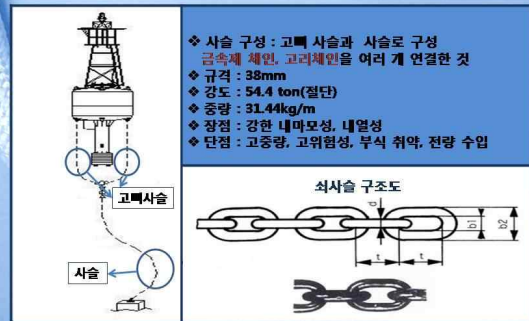 ❖ 사슬 구성 : 고삐 사슬과 사슬로 구성
금속재 체인, 고리체인을 여러 개 연결한 것
❖ 규격 : 38mm
❖ 강도 : 54.4 ton(절단)
❖ 중량 : 31.44kg/m
❖ 장점 : 강한 내마모성, 내열성
❖ 단점 : 고중량, 고위험성, 부식 취약, 전량 수입
고삐사슬
사슬
쇠사슬 구조도
d
b1
b2
t
t